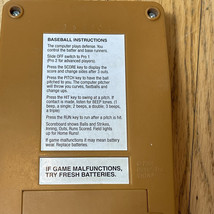 BASEBALL INSTRUCTIONS
The computer plays defense. You
control the batter and base runners.
Slide OFF switch to Pro 1
(Pro 2 for advanced players).
Press the SCORE key to display the score
and change sides after 3 outs.
Press the PITCH key to have the ball
pitched to you. The computer pitcher
will throw you curves, fastballs
and change-ups.
Press the HIT key to swing at a pitch. If
contact is made, listen for BEEP tones. (1
beep, a single, 2 beeps, a double, 3 beeps,
a triple)
Press the RUN key to run after a pitch is hit.
Scoreboard shows Balls and Strikes,
Inning, Outs, Runs Scored. Field lights
up for Home Runs!
If game malfunctions it may mean battery
wear. Replace batteries.
IF GAME MALFUNCTIONS,
TRY FRESH BATTERIES.